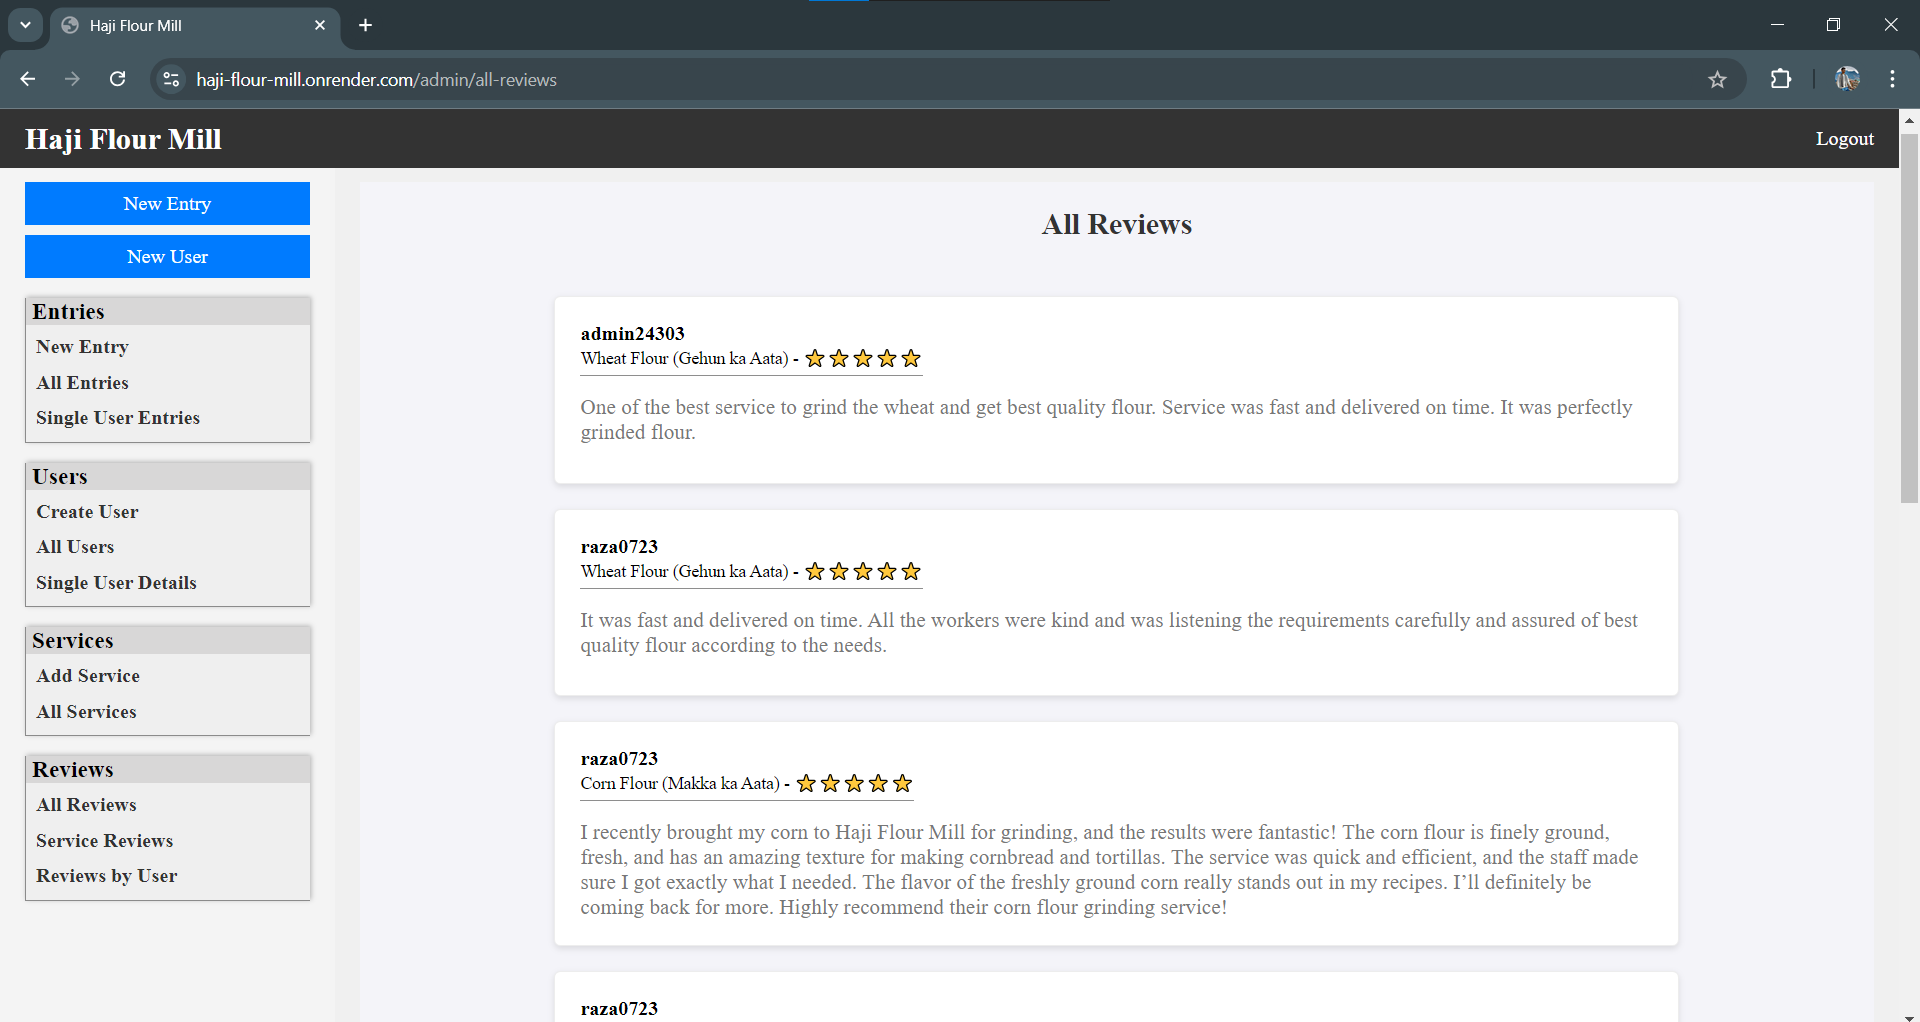 Haji Flour Mill
haji-flour-mill.onrender.com/admin/all-reviews
Haji Flour Mill
Logout
New Entry
New User
Entries
New Entry
All Entries
Single User Entries
Users
Create User
All Users
Single User Details
Services
Add Service
All Services
Reviews
All Reviews
Service Reviews
Reviews by User
All Reviews
admin24303
Wheat Flour (Gehun ka Aata) - ★★★★★
One of the best service to grind the wheat and get best quality flour. Service was fast and delivered on time. It was perfectly
grinded flour.
raza0723
Wheat Flour (Gehun ka Aata) - ★★★★★
It was fast and delivered on time. All the workers were kind and was listening the requirements carefully and assured of best
quality flour according to the needs.
raza0723
Corn Flour (Makka ka Aata) - ★★★★★
I recently brought my corn to Haji Flour Mill for grinding, and the results were fantastic! The corn flour is finely ground,
fresh, and has an amazing texture for making cornbread and tortillas. The service was quick and efficient, and the staff made
sure I got exactly what I needed. The flavor of the freshly ground corn really stands out in my recipes. I’ll definitely be
coming back for more. Highly recommend their corn flour grinding service!
raza0723